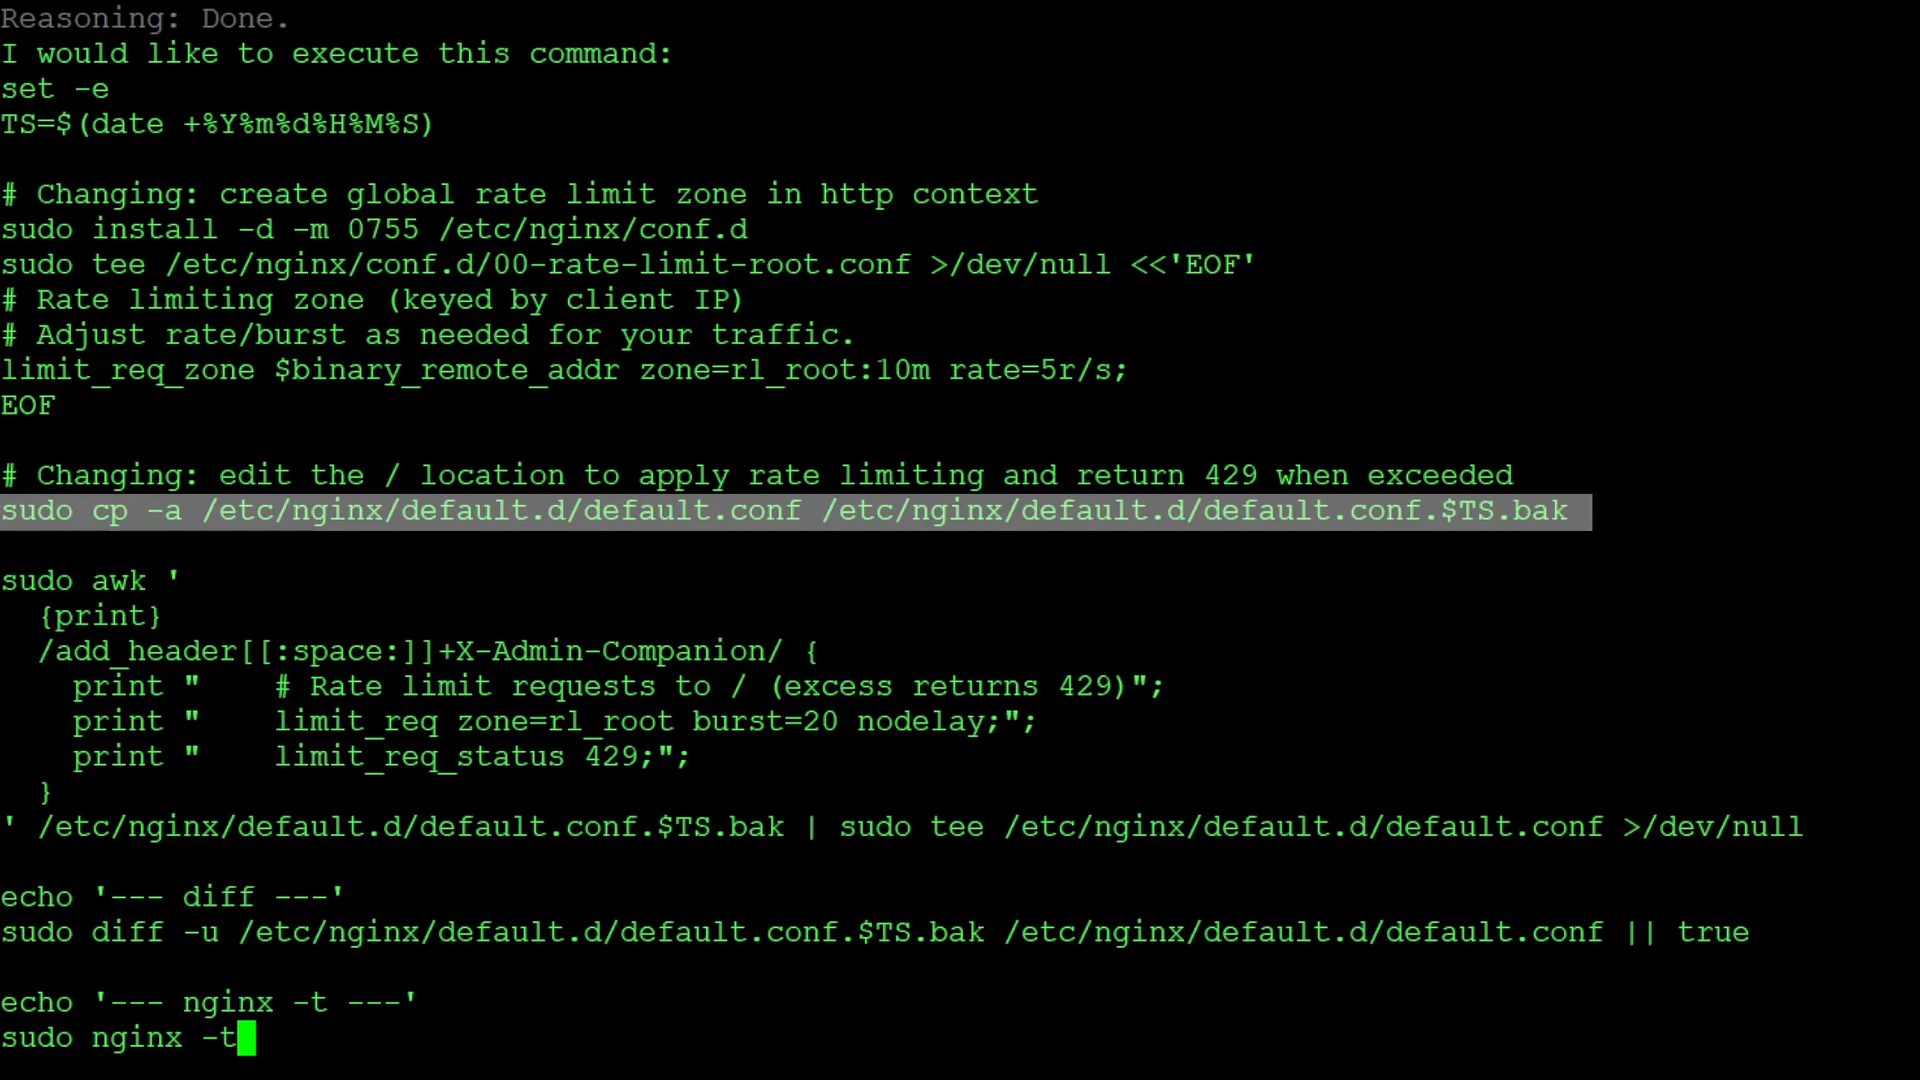 Reasoning: Done.
I would like to execute this command:
set -e
TS=$(date +%Y%m%d%H%M%S)
# Changing: create global rate limit zone in http context
sudo install -d -m 0755 /etc/nginx/conf.d
sudo tee /etc/nginx/conf.d/00-rate-limit-root.conf >/dev/null <<'EOF'
# Rate limiting zone (keyed by client IP)
# Adjust rate/burst as needed for your traffic.
limit_req_zone $binary_remote_addr zone=rl_root:10m rate=5r/s;
EOF
# Changing: edit the / location to apply rate limiting and return 429 when exceeded
sudo cp -a /etc/nginx/default.d/default.conf /etc/nginx/default.d/default.conf.$TS.bak
sudo awk '
  {print}
  /add_header[[:space:]]+X-Admin-Companion/ {
    print "    # Rate limit requests to / (excess returns 429)";
    print "    limit_req zone=rl_root burst=20 nodelay;";
    print "    limit_req_status 429;";
  }
' /etc/nginx/default.d/default.conf.$TS.bak | sudo tee /etc/nginx/default.d/default.conf >/dev/null
echo '--- diff ---'
sudo diff -u /etc/nginx/default.d/default.conf.$TS.bak /etc/nginx/default.d/default.conf || true
echo '--- nginx -t ---'
sudo nginx -t